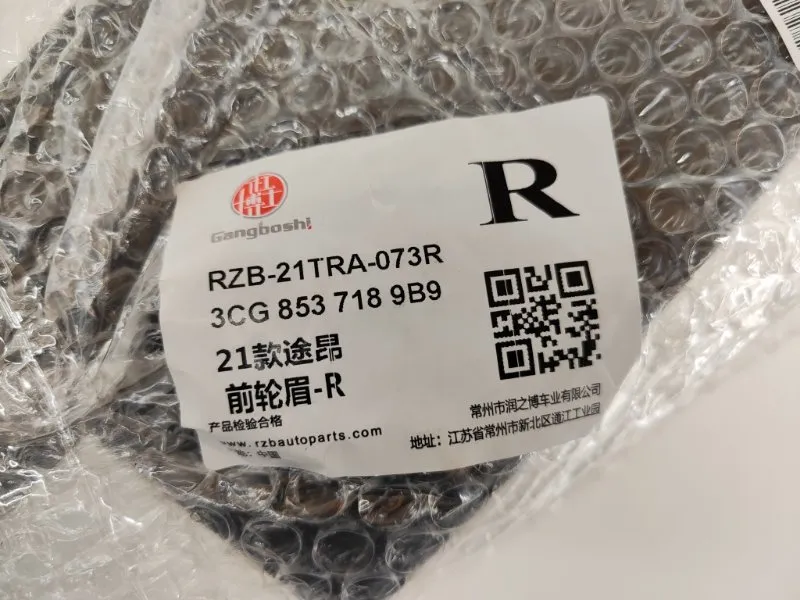 R
Gangboshi
RZB-21TRA-073R
3CG 853 718 9B9
21款途昂
前轮眉-R
产品检验合格
www.rzbautoparts.com
中国
常州市润之博车业有限公司
地址：江苏省常州市新北区通江工业园